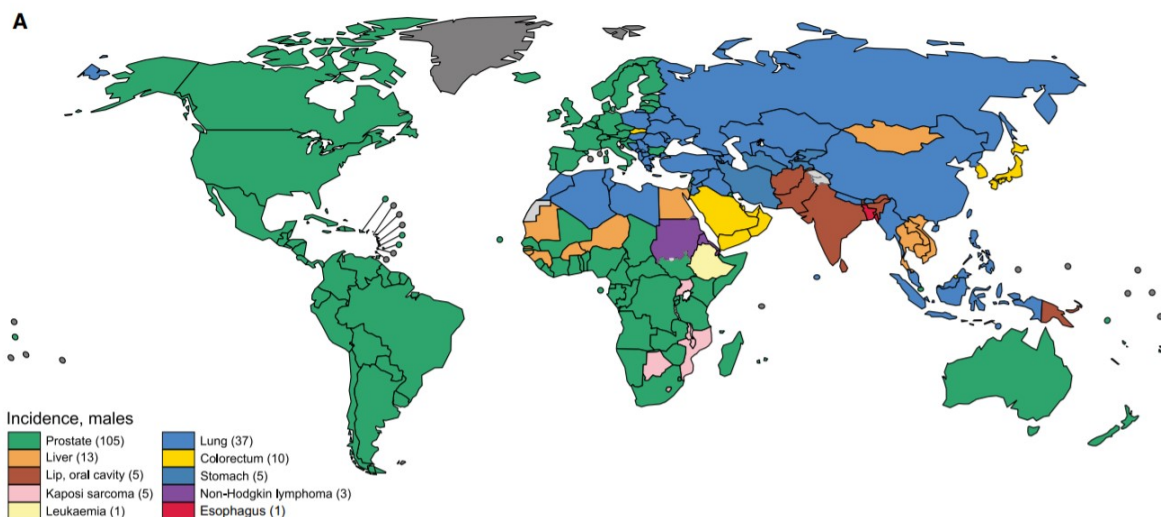 A
Incidence, males
Prostate (105)
Liver (13)
Lip, oral cavity (5)
Kaposi sarcoma (5)
Leukaemia (1)
Lung (37)
Colorectum (10)
Stomach (5)
Non-Hodgkin lymphoma (3)
Esophagus (1)